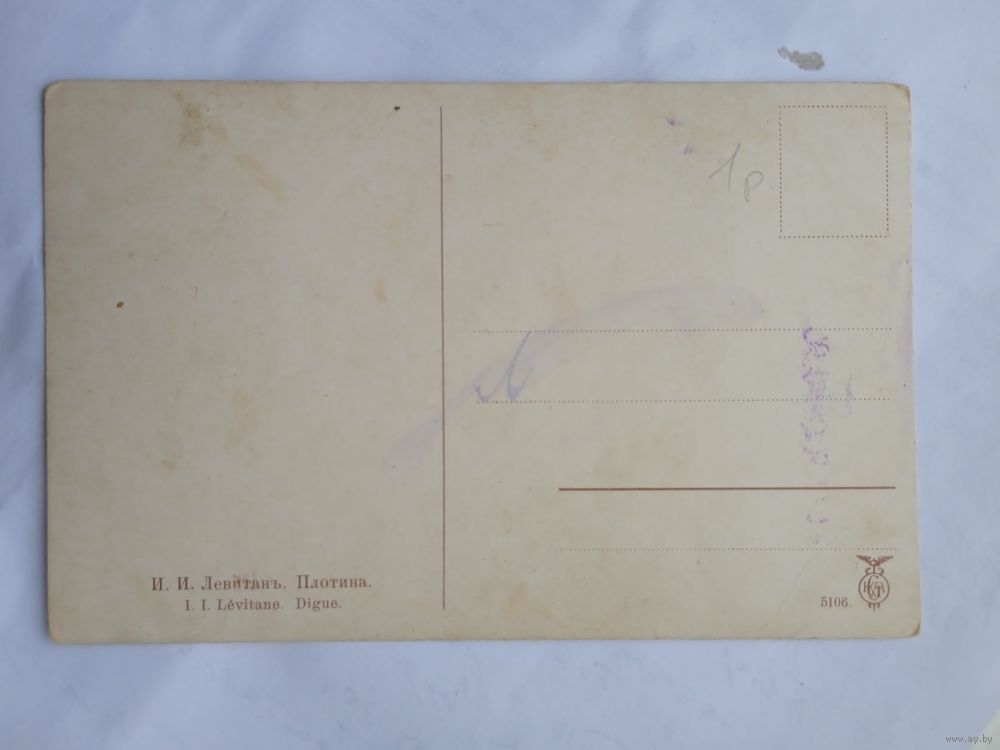 1р
И. И. Левитанъ. Плотина.
I. I. Lévitane. Digue.
5106.
www.ay.by